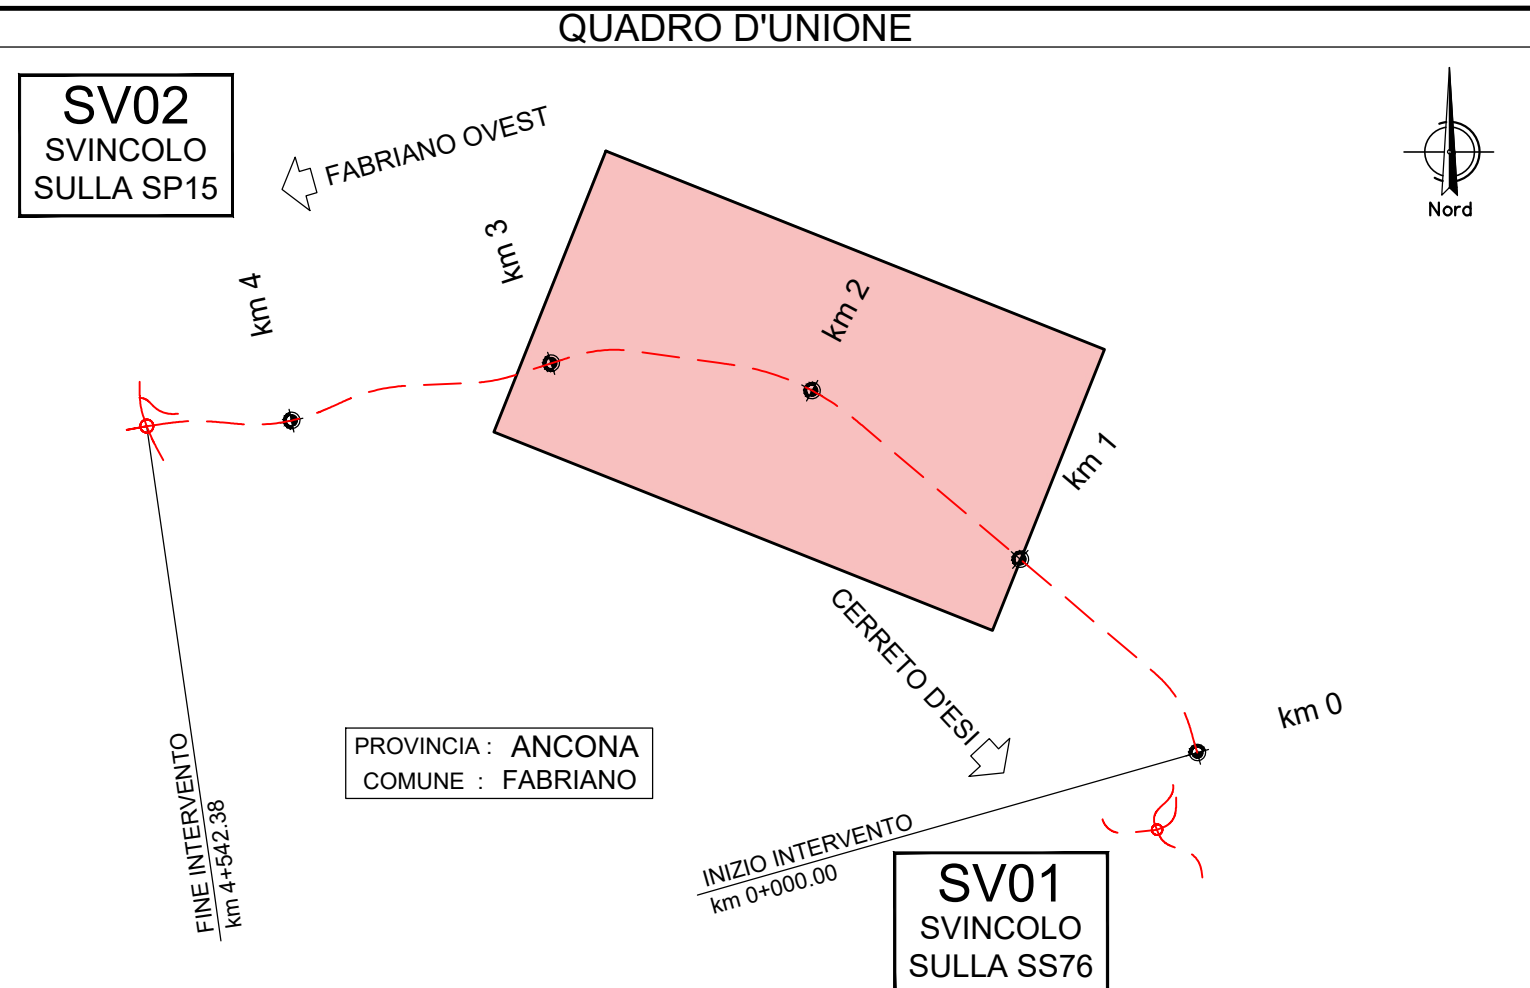 QUADRO D'UNIONE
SV02
SVINCOLO
SULLA SP15
FABRIANO OVEST
Nord
km 3
km 4
km 2
km 1
CERRETO D'ESI
km 0
PROVINCIA : ANCONA
COMUNE : FABRIANO
FINE INTERVENTO
km 4+542.38
INIZIO INTERVENTO
km 0+000.00
SV01
SVINCOLO
SULLA SS76